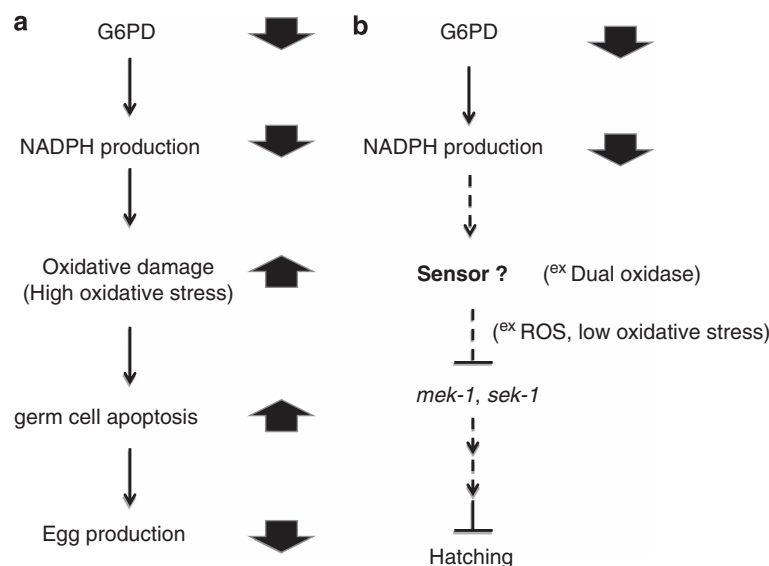 a
G6PD
NADPH production
Oxidative damage
(High oxidative stress)
germ cell apoptosis
Egg production
b
G6PD
NADPH production
Sensor ? (ex Dual oxidase)
(ex ROS, low oxidative stress)
mek-1, sek-1
Hatching